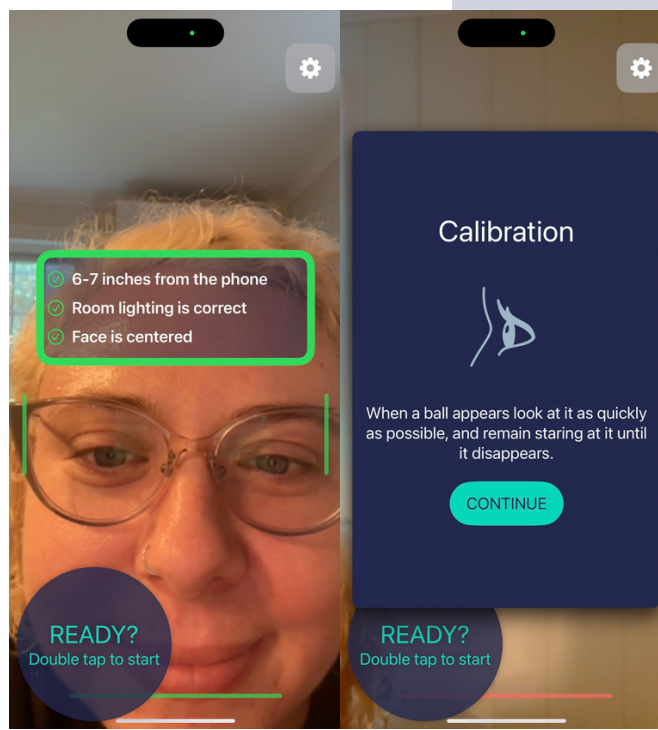 6-7 inches from the phone
Room lighting is correct
Face is centered
READY?
Double tap to start
Calibration
When a ball appears look at it as quickly
as possible, and remain staring at it until
it disappears.
CONTINUE
READY?
Double tap to start